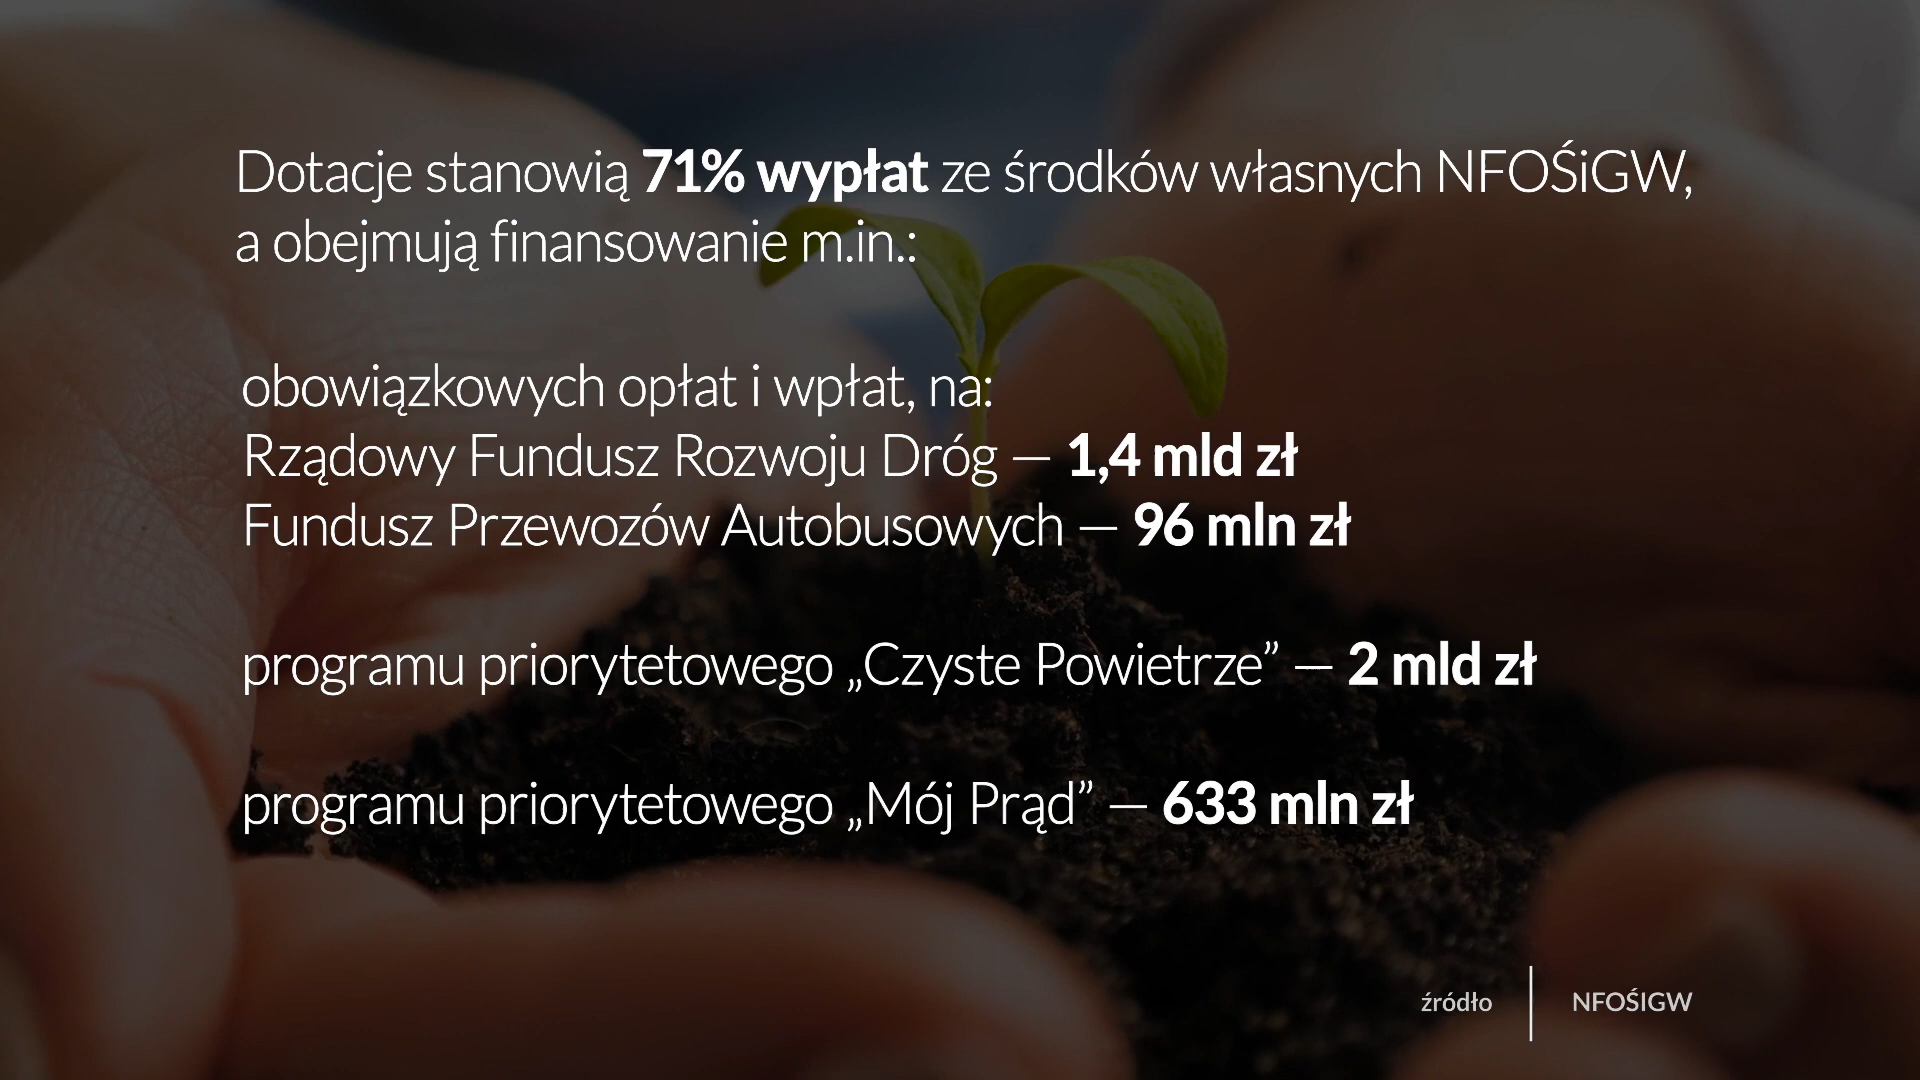 Dotacje stanowią 71% wypłat ze środków własnych NFOŚiGW,
a obejmują finansowanie m.in.:
obowiązkowych opłat i wpłat, na:
Rządowy Fundusz Rozwoju Dróg — 1,4 mld zł
Fundusz Przewozów Autobusowych — 96 mln zł
programu priorytetowego „Czyste Powietrze” — 2 mld zł
programu priorytetowego „Mój Prąd” — 633 mln zł
źródło | NFOŚIGW